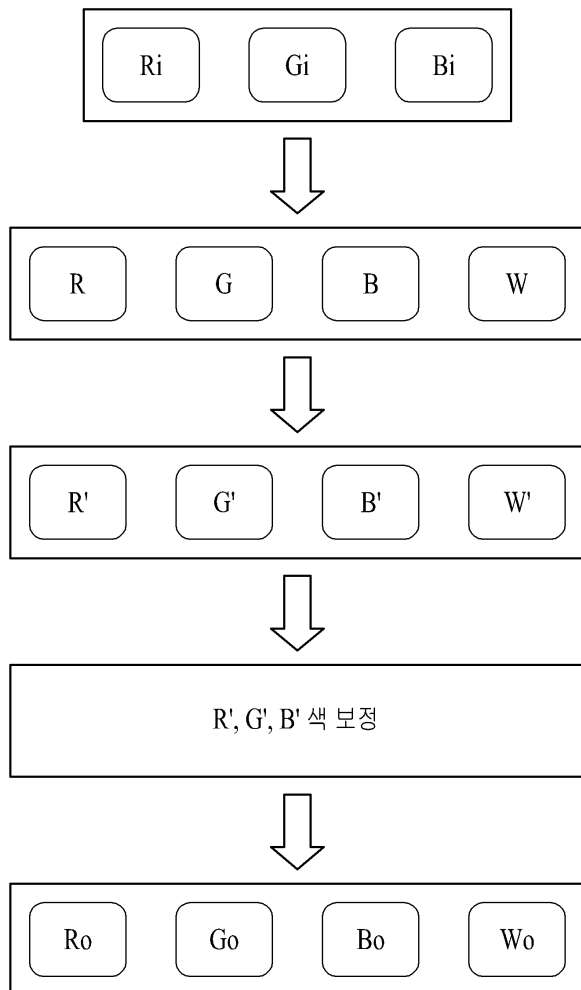 Ri Gi Bi
R G B W
R' G' B' W'
R', G', B' 색 보정
Ro Go Bo Wo